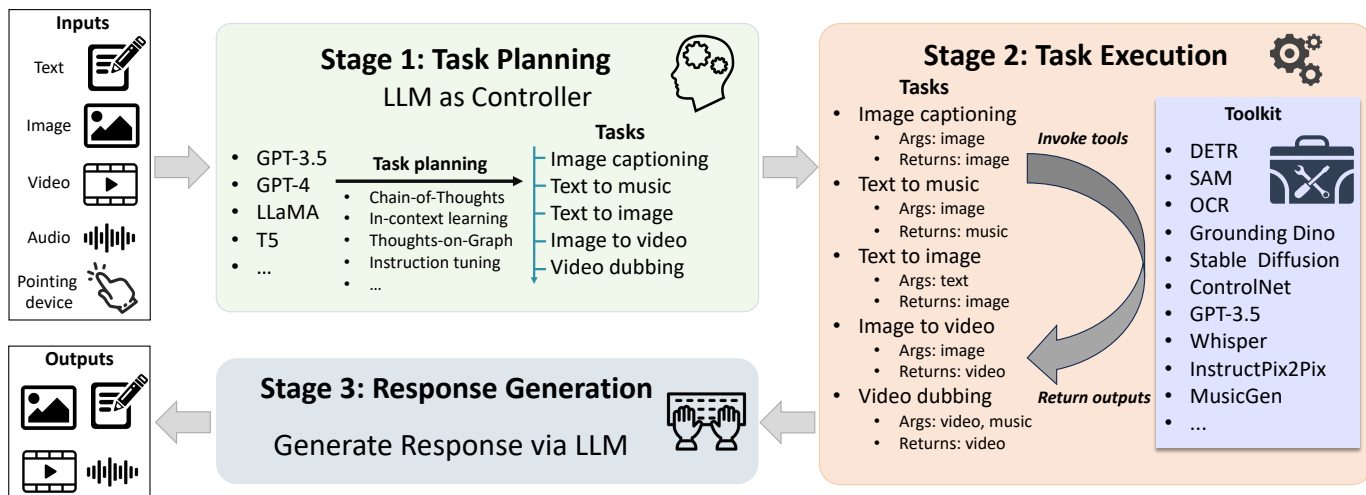 Inputs
Text
Image
Video
Audio
Pointing
device
Stage 1: Task Planning
LLM as Controller
• GPT-3.5
• GPT-4
• LLaMA
• T5
• ...
Task planning
• Chain-of-Thoughts
• In-context learning
• Thoughts-on-Graph
• Instruction tuning
• ...
Tasks
Image captioning
Text to music
Text to image
Image to video
Video dubbing
Stage 2: Task Execution
Tasks
• Image captioning
• Args: image
• Returns: image
• Text to music
• Args: image
• Returns: music
• Text to image
• Args: text
• Returns: image
• Image to video
• Args: image
• Returns: video
• Video dubbing
• Args: video, music
• Returns: video
Invoke tools
Return outputs
Toolkit
• DETR
• SAM
• OCR
• Grounding Dino
• Stable Diffusion
• ControlNet
• GPT-3.5
• Whisper
• InstructPix2Pix
• MusicGen
• ...
Stage 3: Response Generation
Generate Response via LLM
Outputs